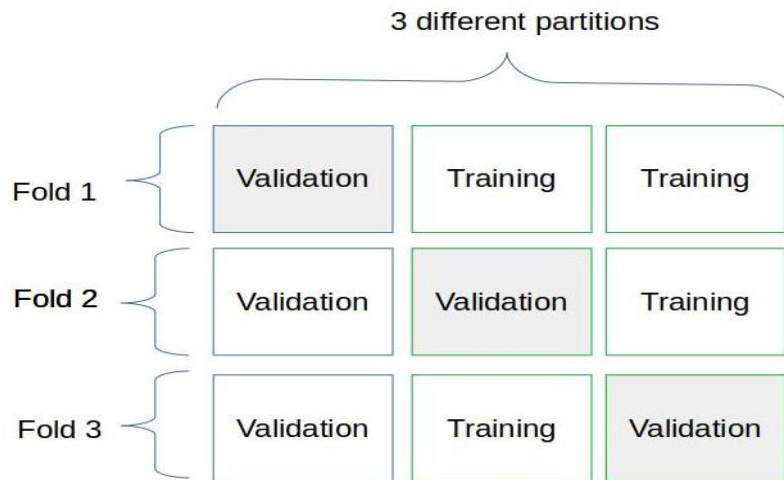 3 different partitions
Fold 1 Validation Training Training
Fold 2 Validation Validation Training
Fold 3 Validation Training Validation